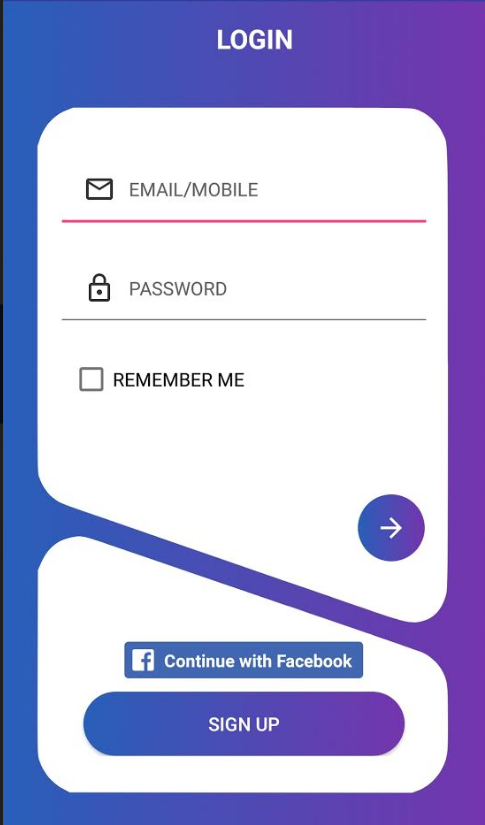 LOGIN
EMAIL/MOBILE
PASSWORD
REMEMBER ME
Continue with Facebook
SIGN UP